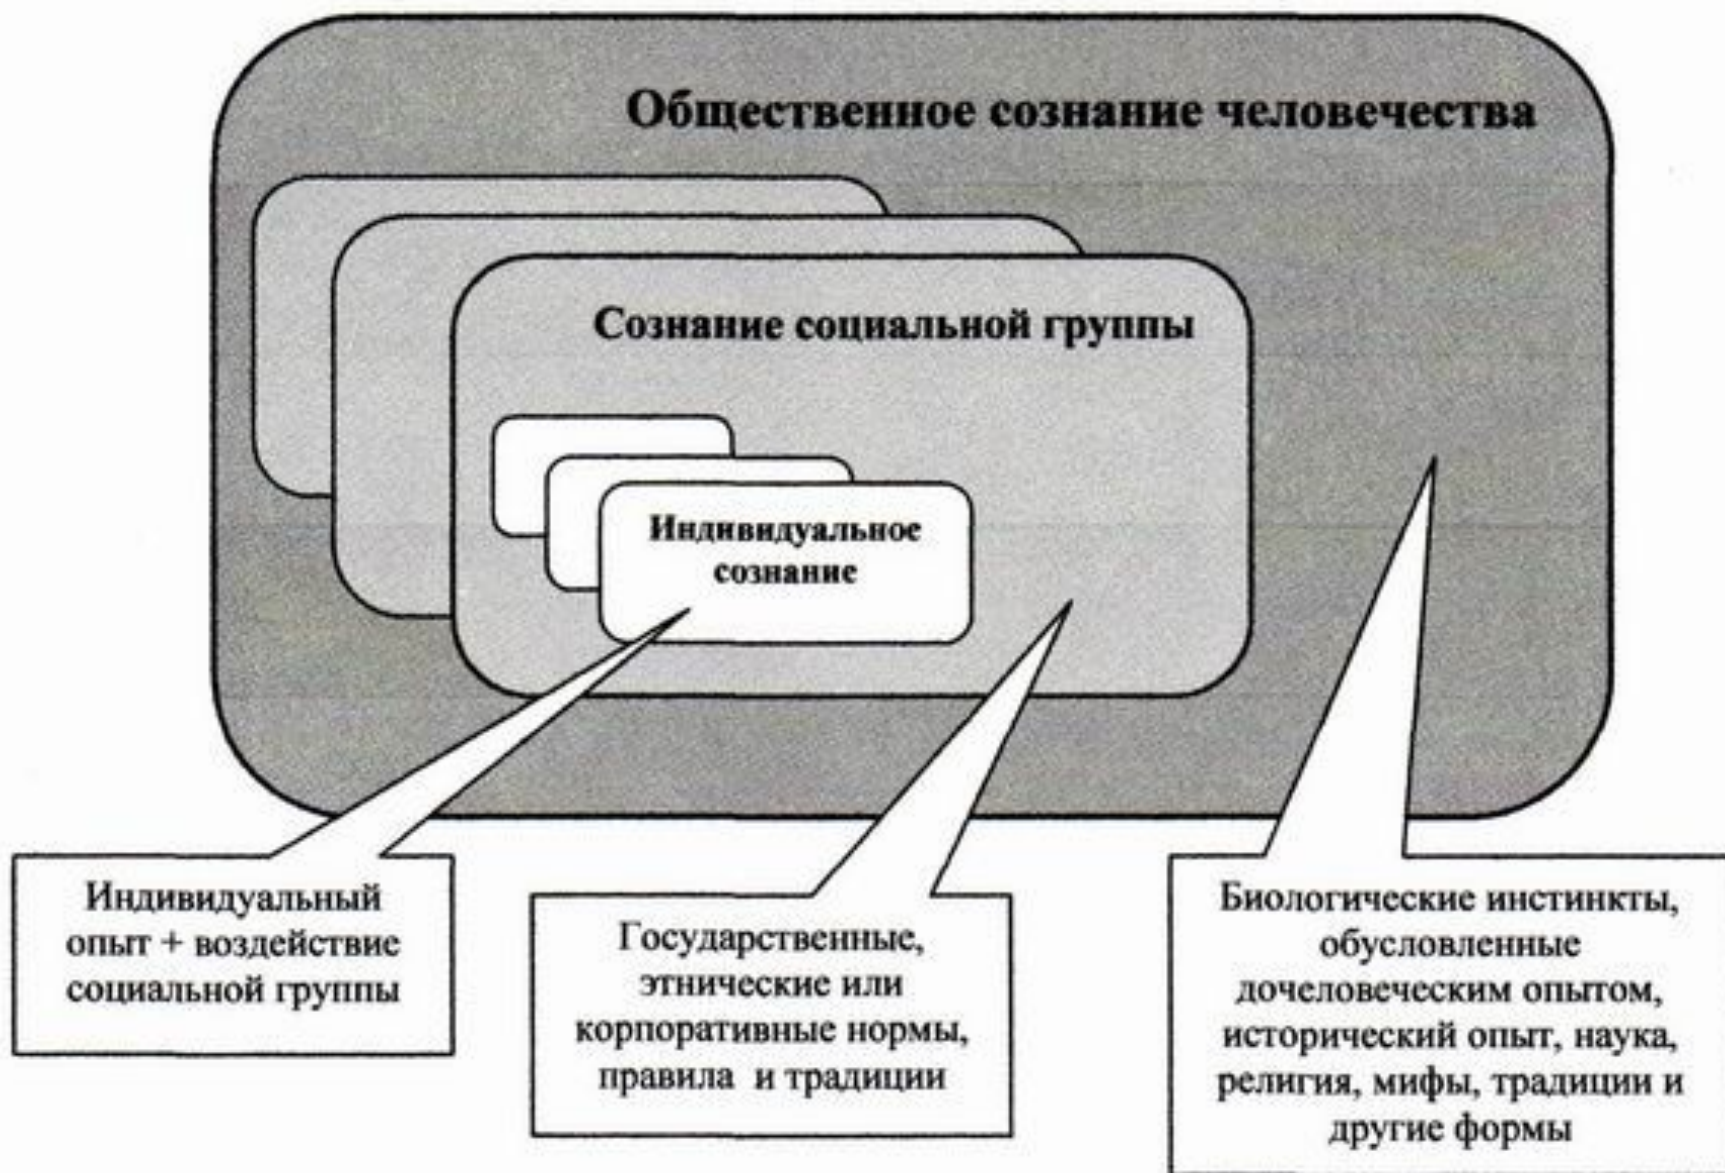 Общественное сознание человечества
Сознание социальной группы
Индивидуальное
сознание
Индивидуальный
опыт + воздействие
социальной группы
Государственные,
этнические или
корпоративные нормы,
правила и традиции
Биологические инстинкты,
обусловленные
дочеловеческим опытом,
исторический опыт, наука,
религия, мифы, традиции и
другие формы